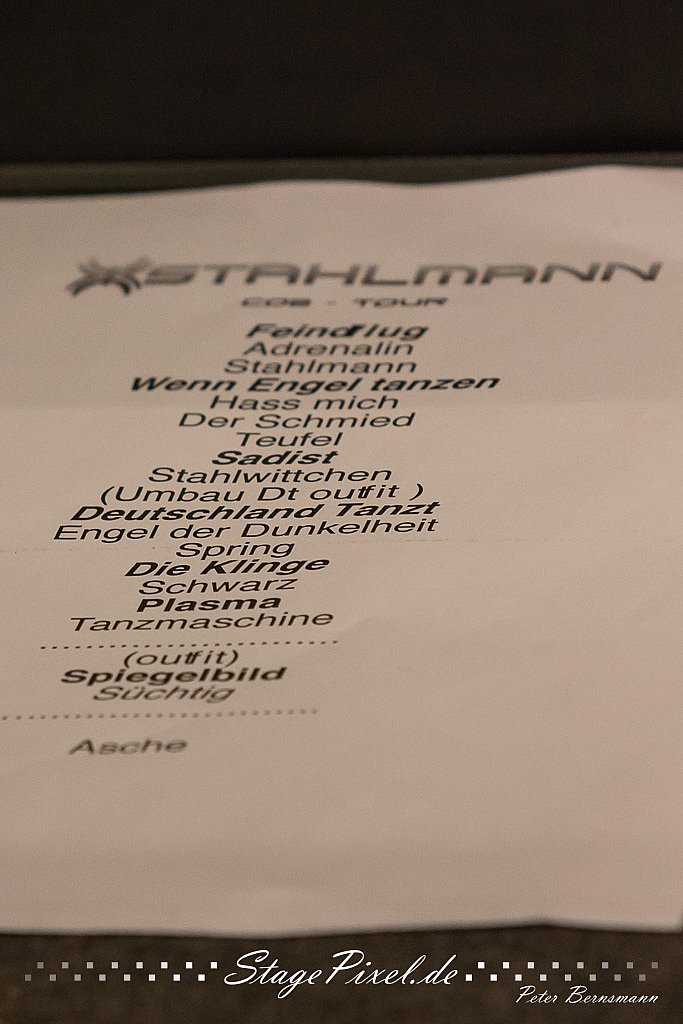 STAHLMANN
CO2 - TOUR
Feindflug
Adrenalin
Stahlmann
Wenn Engel tanzen
Hass mich
Der Schmied
Teufel
Sadist
Stahlwittchen
(Umbau Dt outfit )
Deutschland Tanzt
Engel der Dunkelheit
Spring
Die Klinge
Schwarz
Plasma
Tanzmaschine
(outfit)
Spiegelbild
Süchtig
Asche
StagePixel.de
Peter Bernsmann